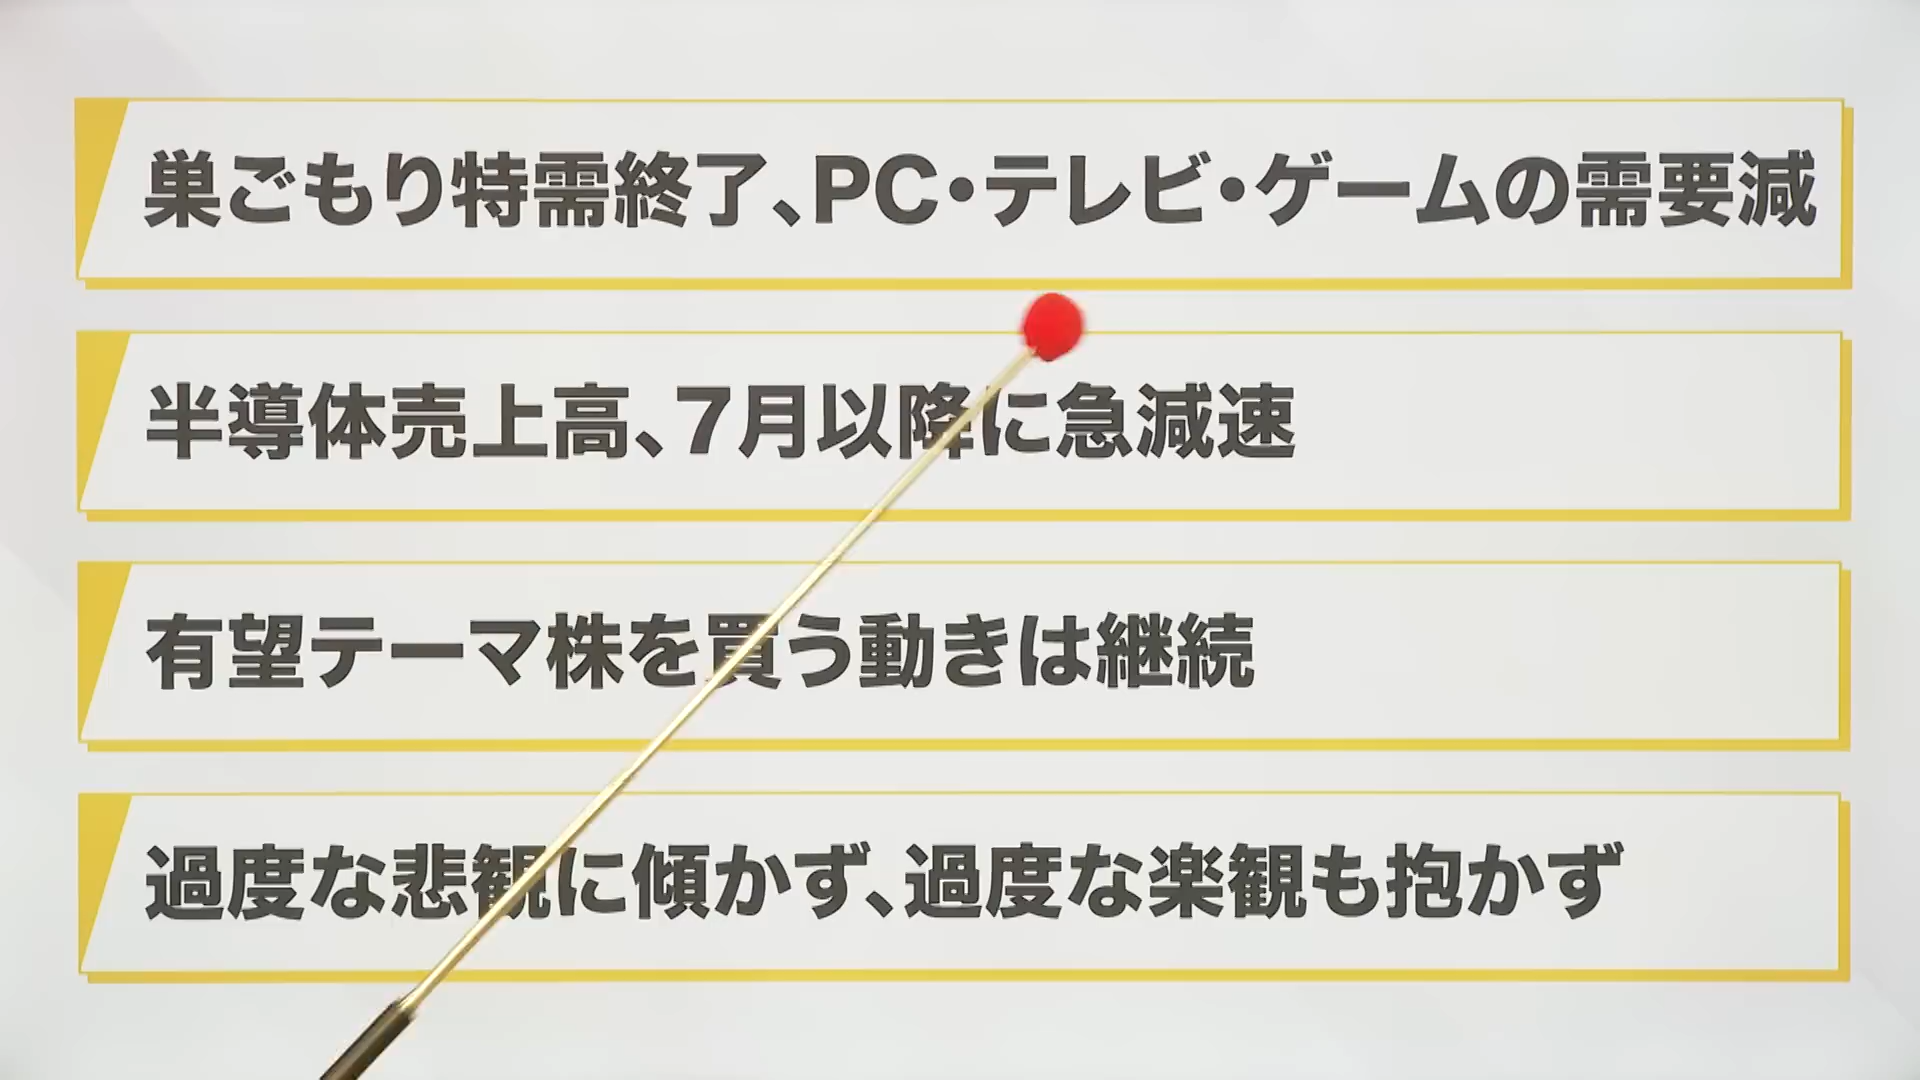 巣ごもり特需終了、PC・テレビ・ゲームの需要減
半導体売上高、7月以降に急減速
有望テーマ株を買う動きは継続
過度な悲観に傾かず、過度な楽観も抱かず